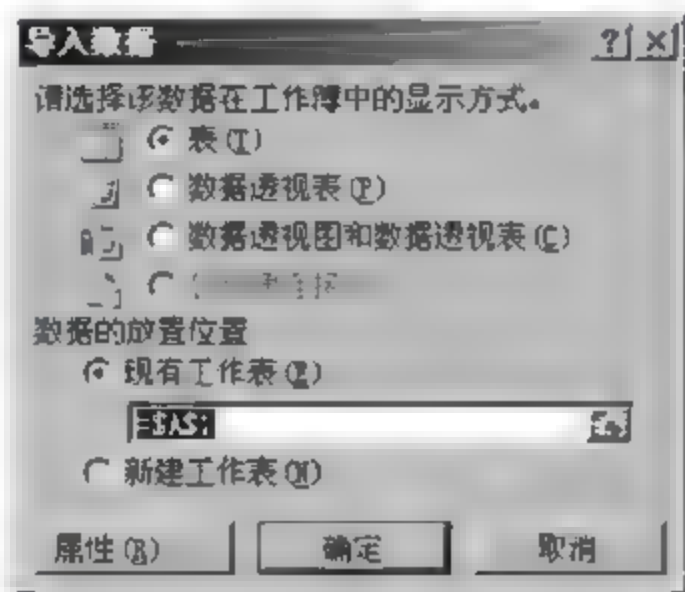 导入数据
请选择该数据在工作簿中的显示方式。
表(T)
数据透视表(P)
数据透视图和数据透视表(C)
数据的放置位置
现有工作表(E)
新建工作表(N)
属性(R) 确定 取消